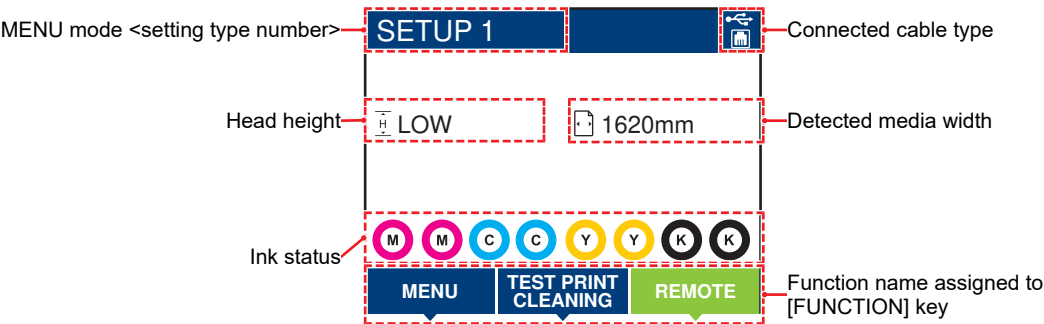 MENU mode <setting type number>
SETUP 1
Connected cable type
Head height
H LOW
1620mm
Detected media width
Ink status
M M C C Y Y K K
MENU
TEST PRINT
CLEANING
REMOTE
Function name assigned to
[FUNCTION] key